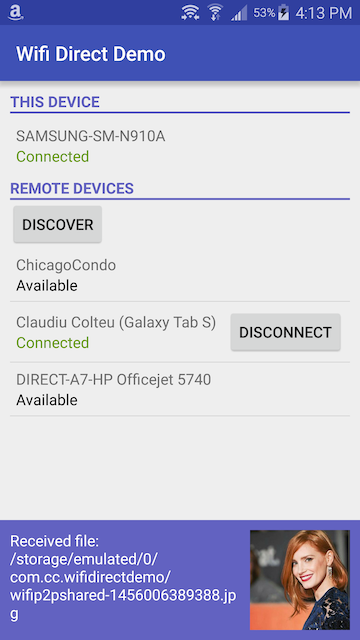 a
53% 4:13 PM
Wifi Direct Demo
THIS DEVICE
SAMSUNG-SM-N910A
Connected
REMOTE DEVICES
DISCOVER
ChicagoCondo
Available
Claudiu Colteu (Galaxy Tab S)
Connected
DISCONNECT
DIRECT-A7-HP Officejet 5740
Available
Received file:
/storage/emulated/0/
com.cc.wifidirectdemo/
wifip2pshared-1456006389388.jp
g